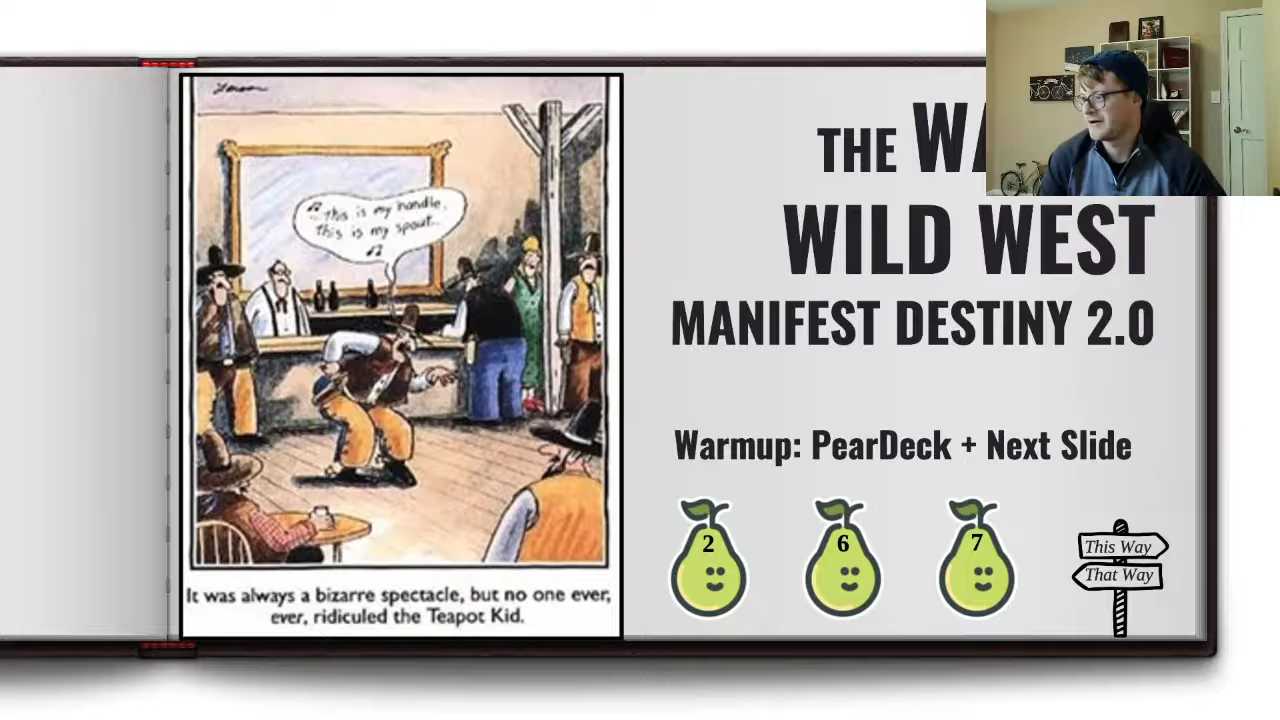 Larson
♫ ...This is my handle,
this is my spout... ♫
It was always a bizarre spectacle, but no one ever,
ever, ridiculed the Teapot Kid.
THE
WILD WEST
MANIFEST DESTINY 2.0
Warmup: PearDeck + Next Slide
2 6 7
This Way
That Way